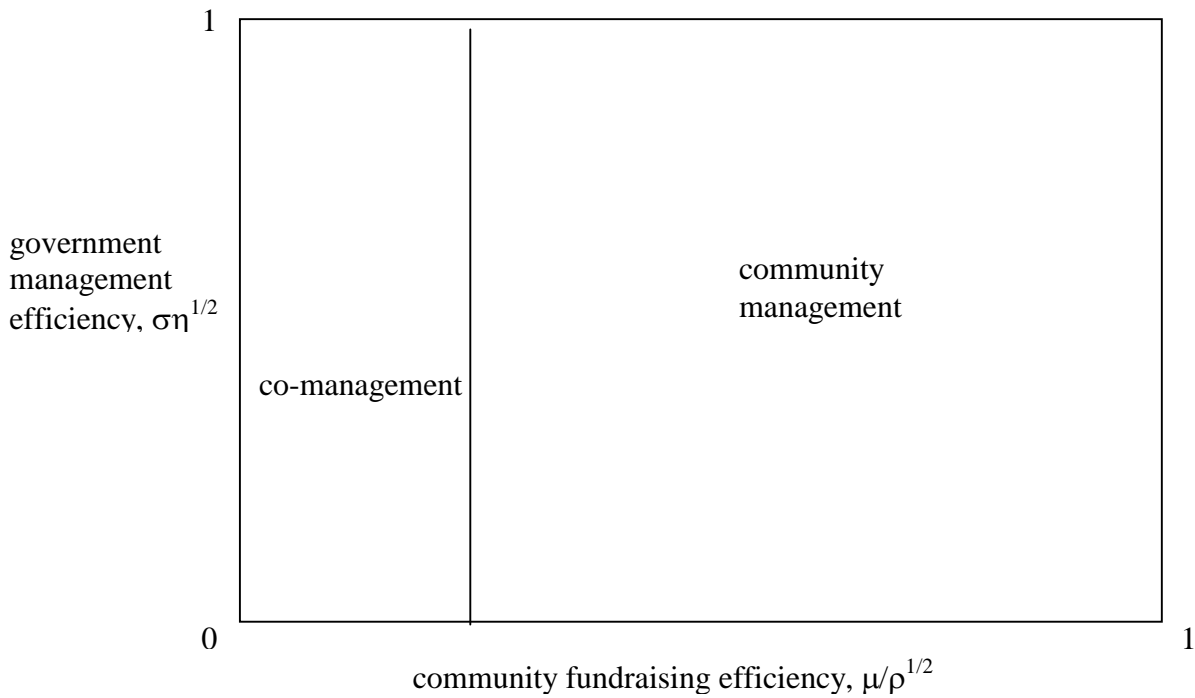 1
government
management
efficiency, ση^{1/2}
community
management
co-management
0
1
community fundraising efficiency, μ/ρ^{1/2}